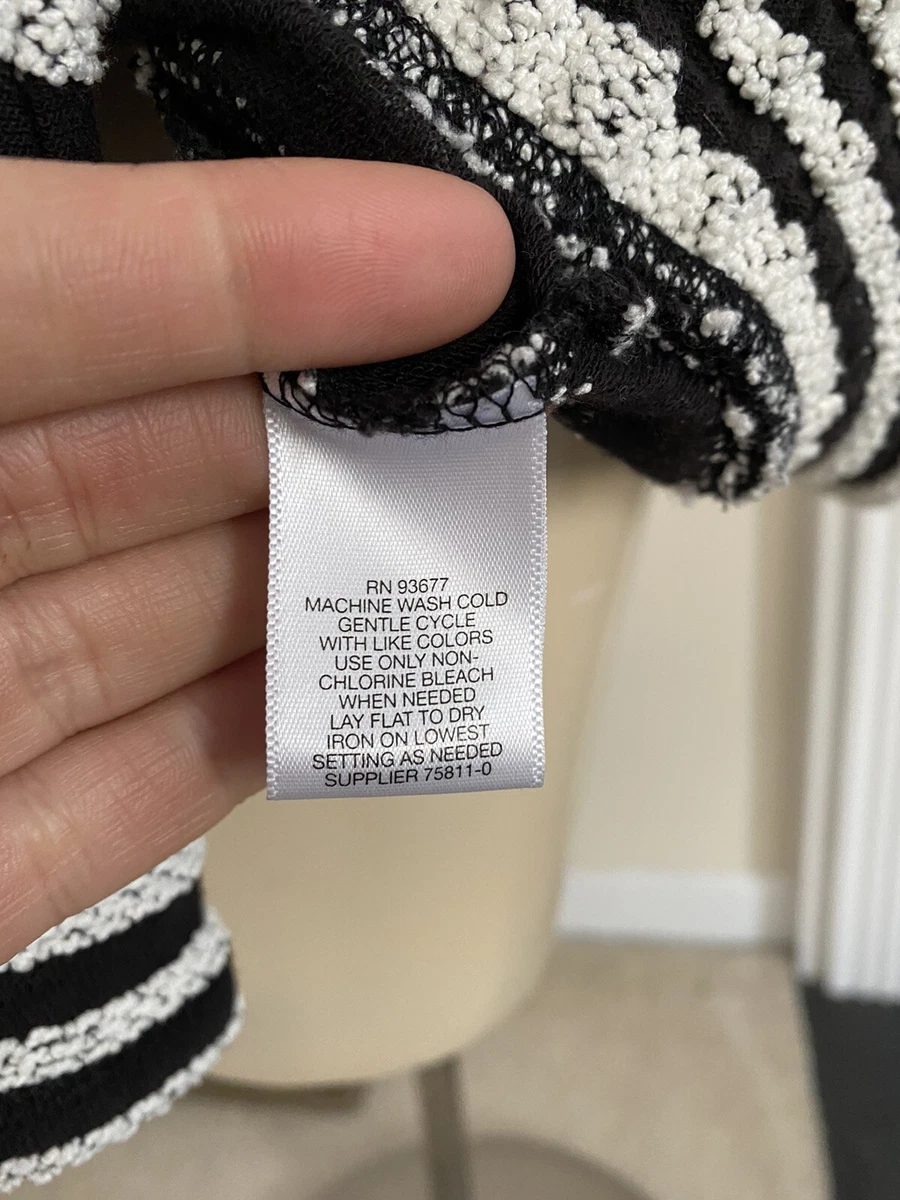 RN 93677
MACHINE WASH COLD
GENTLE CYCLE
WITH LIKE COLORS
USE ONLY NON-
CHLORINE BLEACH
WHEN NEEDED
LAY FLAT TO DRY
IRON ON LOWEST
SETTING AS NEEDED
SUPPLIER 75811-0